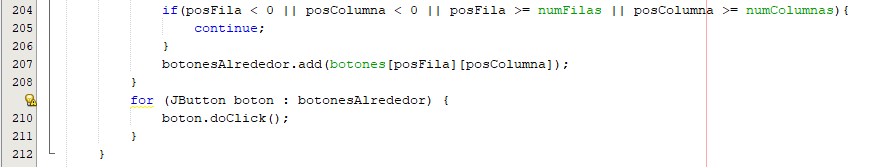 204 if(posFila < 0 || posColumna < 0 || posFila >= numFilas || posColumna >= numColumnas){
205 continue;
206 }
207 botonesAlrededor.add(botones[posFila][posColumna]);
208 }
for (JButton boton : botonesAlrededor) {
210 boton.doClick();
211 }
212 }